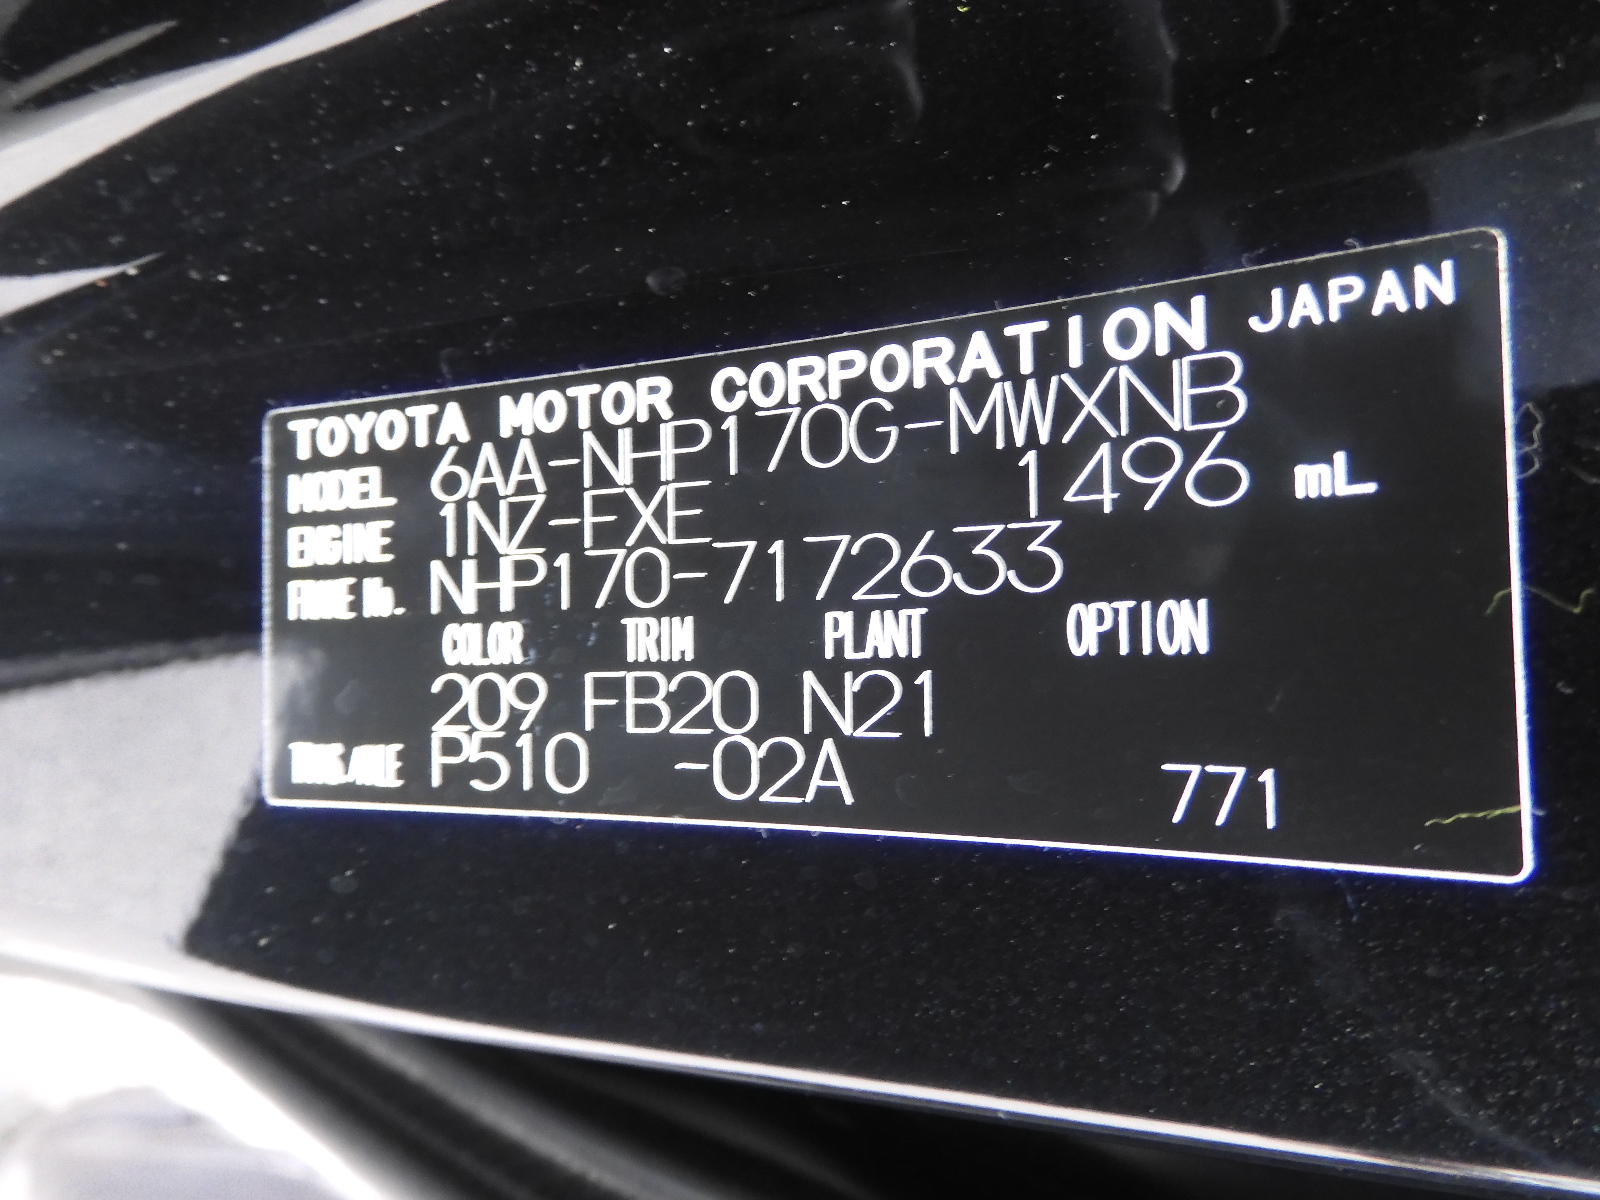 TOYOTA MOTOR CORPORATION JAPAN
MODEL 6AA-NHP170G-MWXNB
ENGINE 1NZ-FXE 1496 mL
FRAME No. NHP170-7172633
COLOR TRIM PLANT OPTION
209 FB20 N21
TRANS./AXLE P510 -02A 771